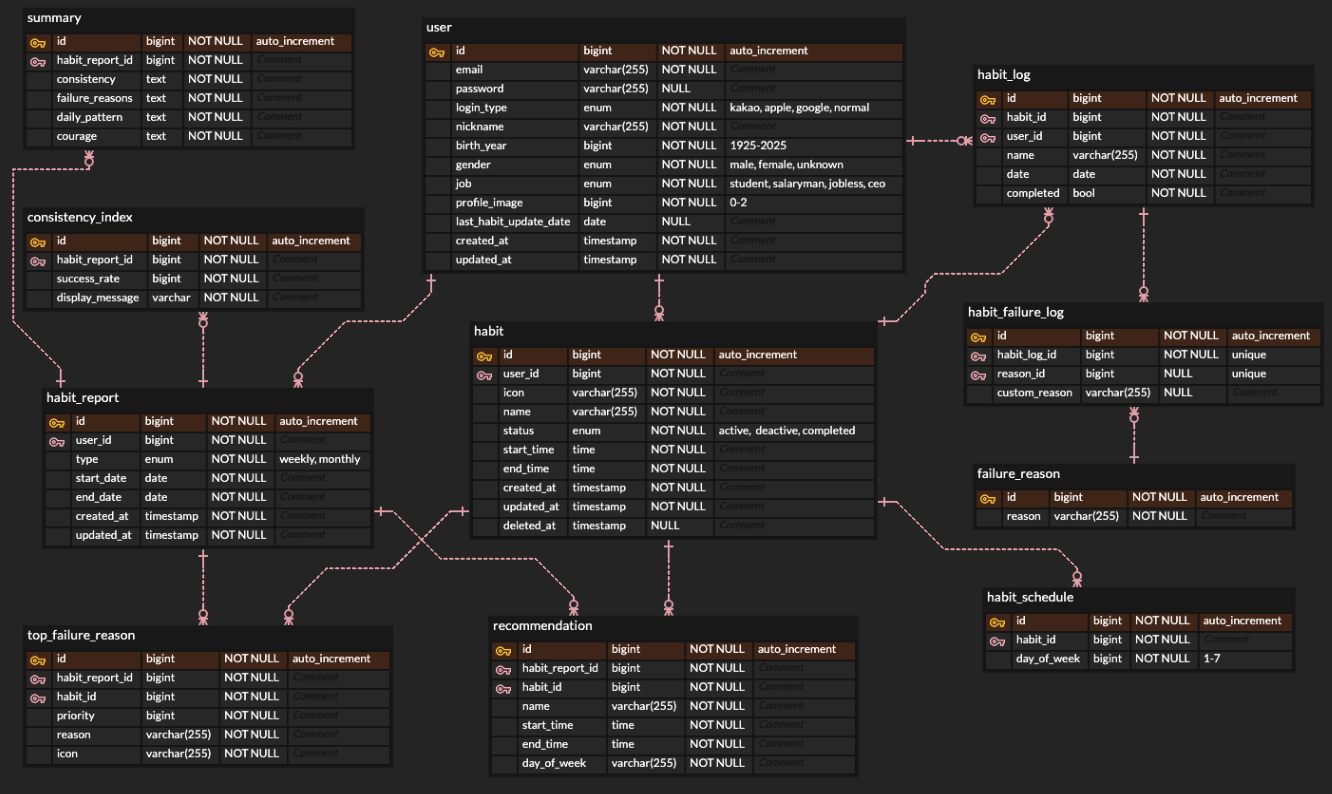 summary
id bigint NOT NULL auto_increment
habit_report_id bigint NOT NULL Comment
consistency text NOT NULL Comment
failure_reasons text NOT NULL Comment
daily_pattern text NOT NULL Comment
courage text NOT NULL Comment
user
id bigint NOT NULL auto_increment
email varchar(255) NOT NULL Comment
password varchar(255) NULL Comment
login_type enum NOT NULL kakao, apple, google, normal
nickname varchar(255) NOT NULL Comment
birth_year bigint NOT NULL 1925-2025
gender enum NOT NULL male, female, unknown
job enum NOT NULL student, salaryman, jobless, ceo
profile_image bigint NOT NULL 0-2
last_habit_update_date date NULL Comment
created_at timestamp NOT NULL Comment
updated_at timestamp NOT NULL Comment
habit_log
id bigint NOT NULL auto_increment
habit_id bigint NOT NULL Comment
user_id bigint NOT NULL Comment
name varchar(255) NOT NULL Comment
date date NOT NULL Comment
completed bool NOT NULL Comment
consistency_index
id bigint NOT NULL auto_increment
habit_report_id bigint NOT NULL Comment
success_rate bigint NOT NULL Comment
display_message varchar NOT NULL Comment
habit
id bigint NOT NULL auto_increment
user_id bigint NOT NULL Comment
icon varchar(255) NOT NULL Comment
name varchar(255) NOT NULL Comment
status enum NOT NULL active, deactive, completed
start_time time NOT NULL Comment
end_time time NOT NULL Comment
created_at timestamp NOT NULL Comment
updated_at timestamp NOT NULL Comment
deleted_at timestamp NULL Comment
habit_failure_log
id bigint NOT NULL auto_increment
habit_log_id bigint NOT NULL unique
reason_id bigint NULL unique
custom_reason varchar(255) NULL Comment
habit_report
id bigint NOT NULL auto_increment
user_id bigint NOT NULL Comment
type enum NOT NULL weekly, monthly
start_date date NOT NULL Comment
end_date date NOT NULL Comment
created_at timestamp NOT NULL Comment
updated_at timestamp NOT NULL Comment
failure_reason
id bigint NOT NULL auto_increment
reason varchar(255) NOT NULL Comment
habit_schedule
id bigint NOT NULL auto_increment
habit_id bigint NOT NULL Comment
day_of_week bigint NOT NULL 1-7
top_failure_reason
id bigint NOT NULL auto_increment
habit_report_id bigint NOT NULL Comment
habit_id bigint NOT NULL Comment
priority bigint NOT NULL Comment
reason varchar(255) NOT NULL Comment
icon varchar(255) NOT NULL Comment
recommendation
id bigint NOT NULL auto_increment
habit_report_id bigint NOT NULL Comment
habit_id bigint NOT NULL Comment
name varchar(255) NOT NULL Comment
start_time time NOT NULL Comment
end_time time NOT NULL Comment
day_of_week varchar(255) NOT NULL Comment